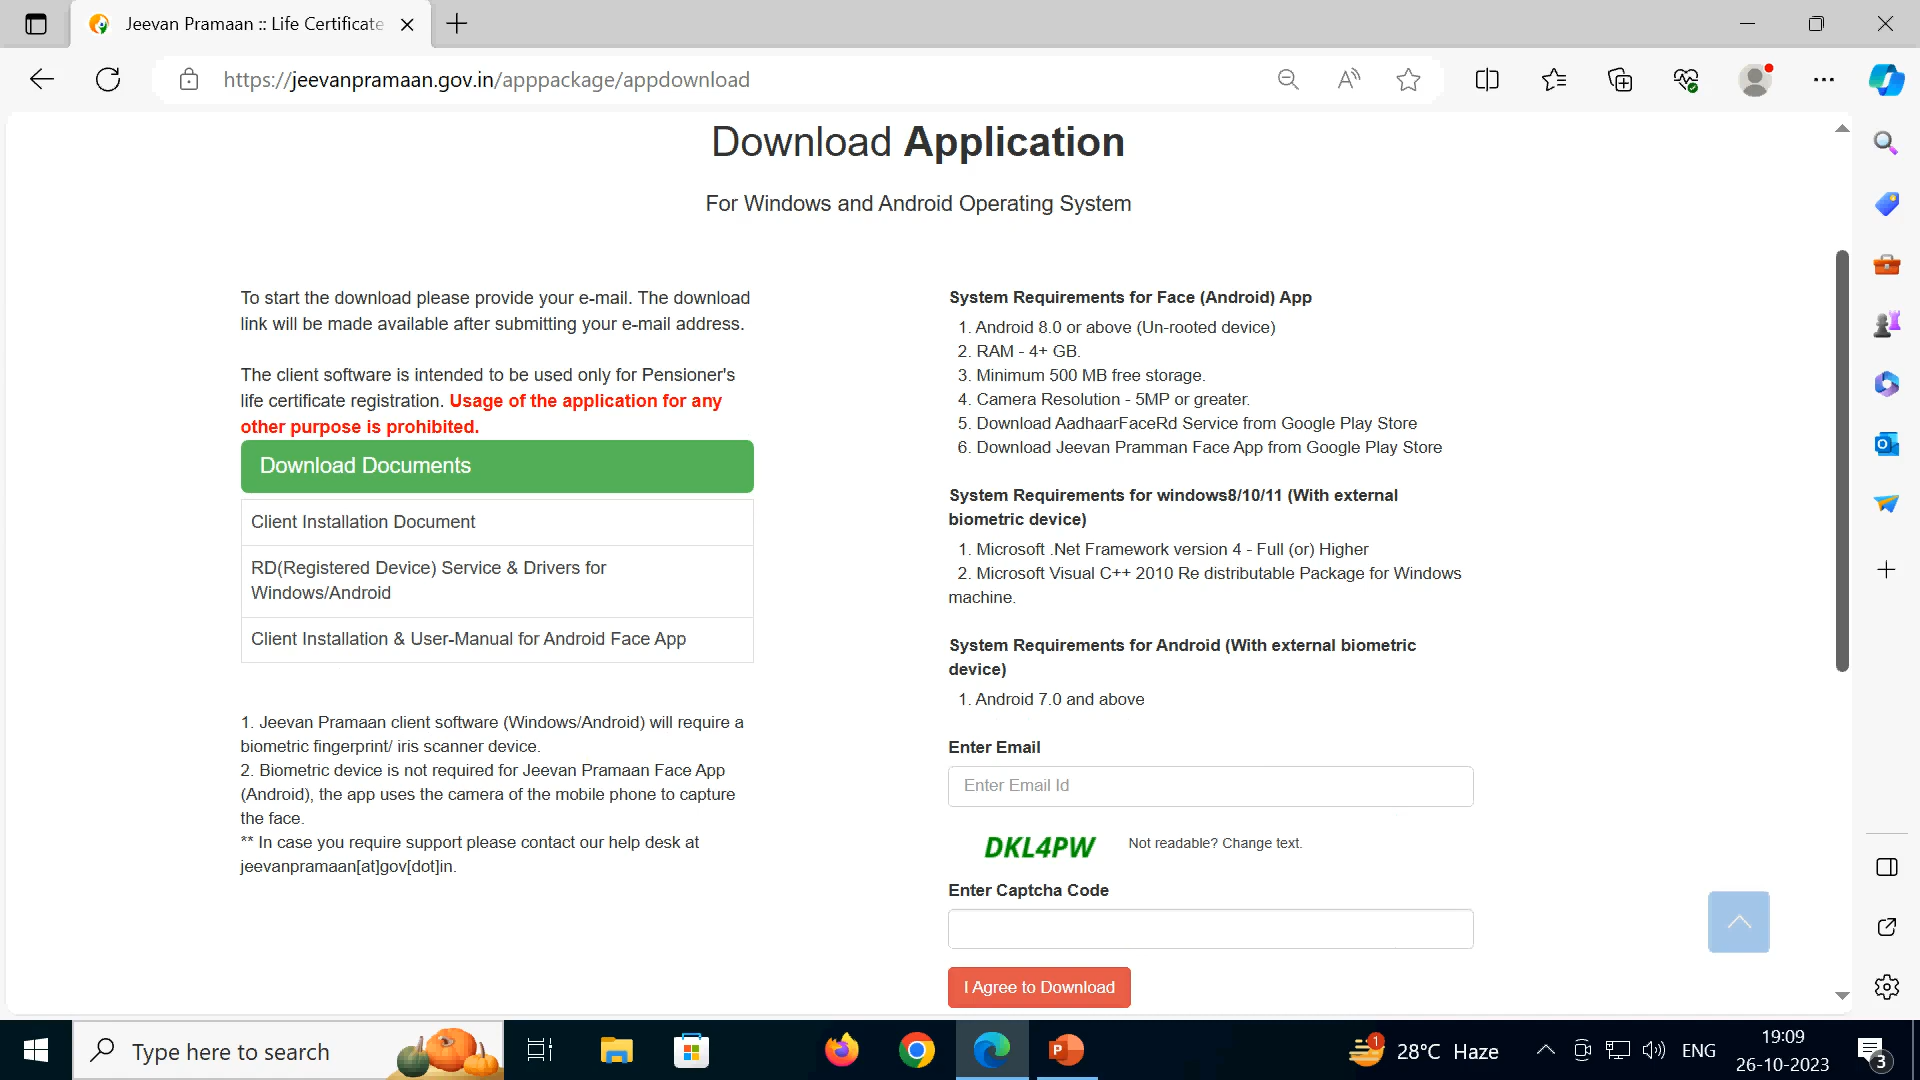 Jeevan Pramaan :: Life Certificate
https://jeevanpramaan.gov.in/apppackage/appdownload
Download Application
For Windows and Android Operating System
To start the download please provide your e-mail. The download
link will be made available after submitting your e-mail address.
The client software is intended to be used only for Pensioner's
life certificate registration. Usage of the application for any
other purpose is prohibited.
Download Documents
Client Installation Document
RD(Registered Device) Service & Drivers for
Windows/Android
Client Installation & User-Manual for Android Face App
1. Jeevan Pramaan client software (Windows/Android) will require a
biometric fingerprint/ iris scanner device.
2. Biometric device is not required for Jeevan Pramaan Face App
(Android), the app uses the camera of the mobile phone to capture
the face.
** In case you require support please contact our help desk at
jeevanpramaan[at]gov[dot]in.
System Requirements for Face (Android) App
1. Android 8.0 or above (Un-rooted device)
2. RAM - 4+ GB.
3. Minimum 500 MB free storage.
4. Camera Resolution - 5MP or greater.
5. Download AadhaarFaceRd Service from Google Play Store
6. Download Jeevan Pramman Face App from Google Play Store
System Requirements for windows8/10/11 (With external
biometric device)
1. Microsoft .Net Framework version 4 - Full (or) Higher
2. Microsoft Visual C++ 2010 Re distributable Package for Windows
machine.
System Requirements for Android (With external biometric
device)
1. Android 7.0 and above
Enter Email
Enter Email Id
DKL4PW Not readable? Change text.
Enter Captcha Code
I Agree to Download
Type here to search
1
28°C Haze
ENG
19:09
26-10-2023
3